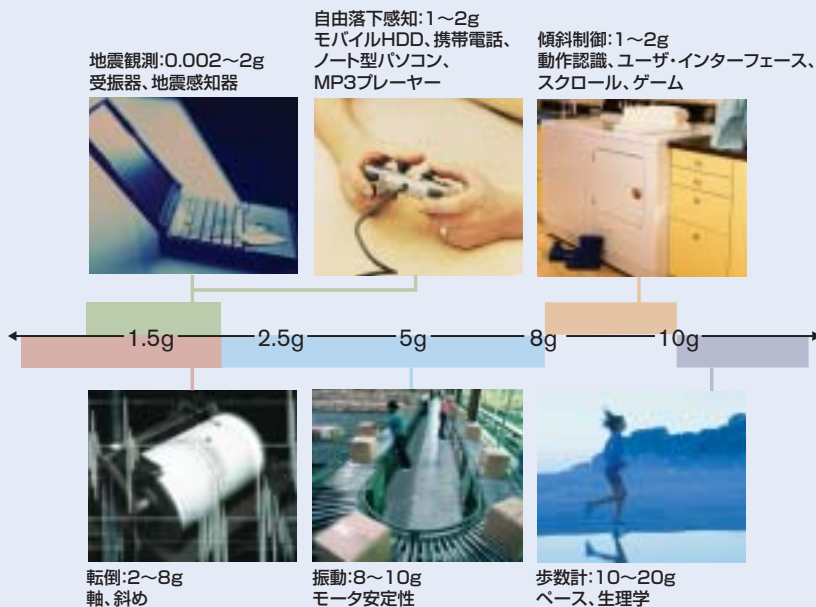 地震観測:0.002〜2g
受振器、地震感知器
自由落下感知:1〜2g
モバイルHDD、携帯電話、
ノート型パソコン、
MP3プレーヤー
傾斜制御:1〜2g
動作認識、ユーザ・インターフェース、
スクロール、ゲーム
1.5g 2.5g 5g 8g 10g
転倒:2〜8g
軸、斜め
振動:8〜10g
モータ安定性
歩数計:10〜20g
ペース、生理学